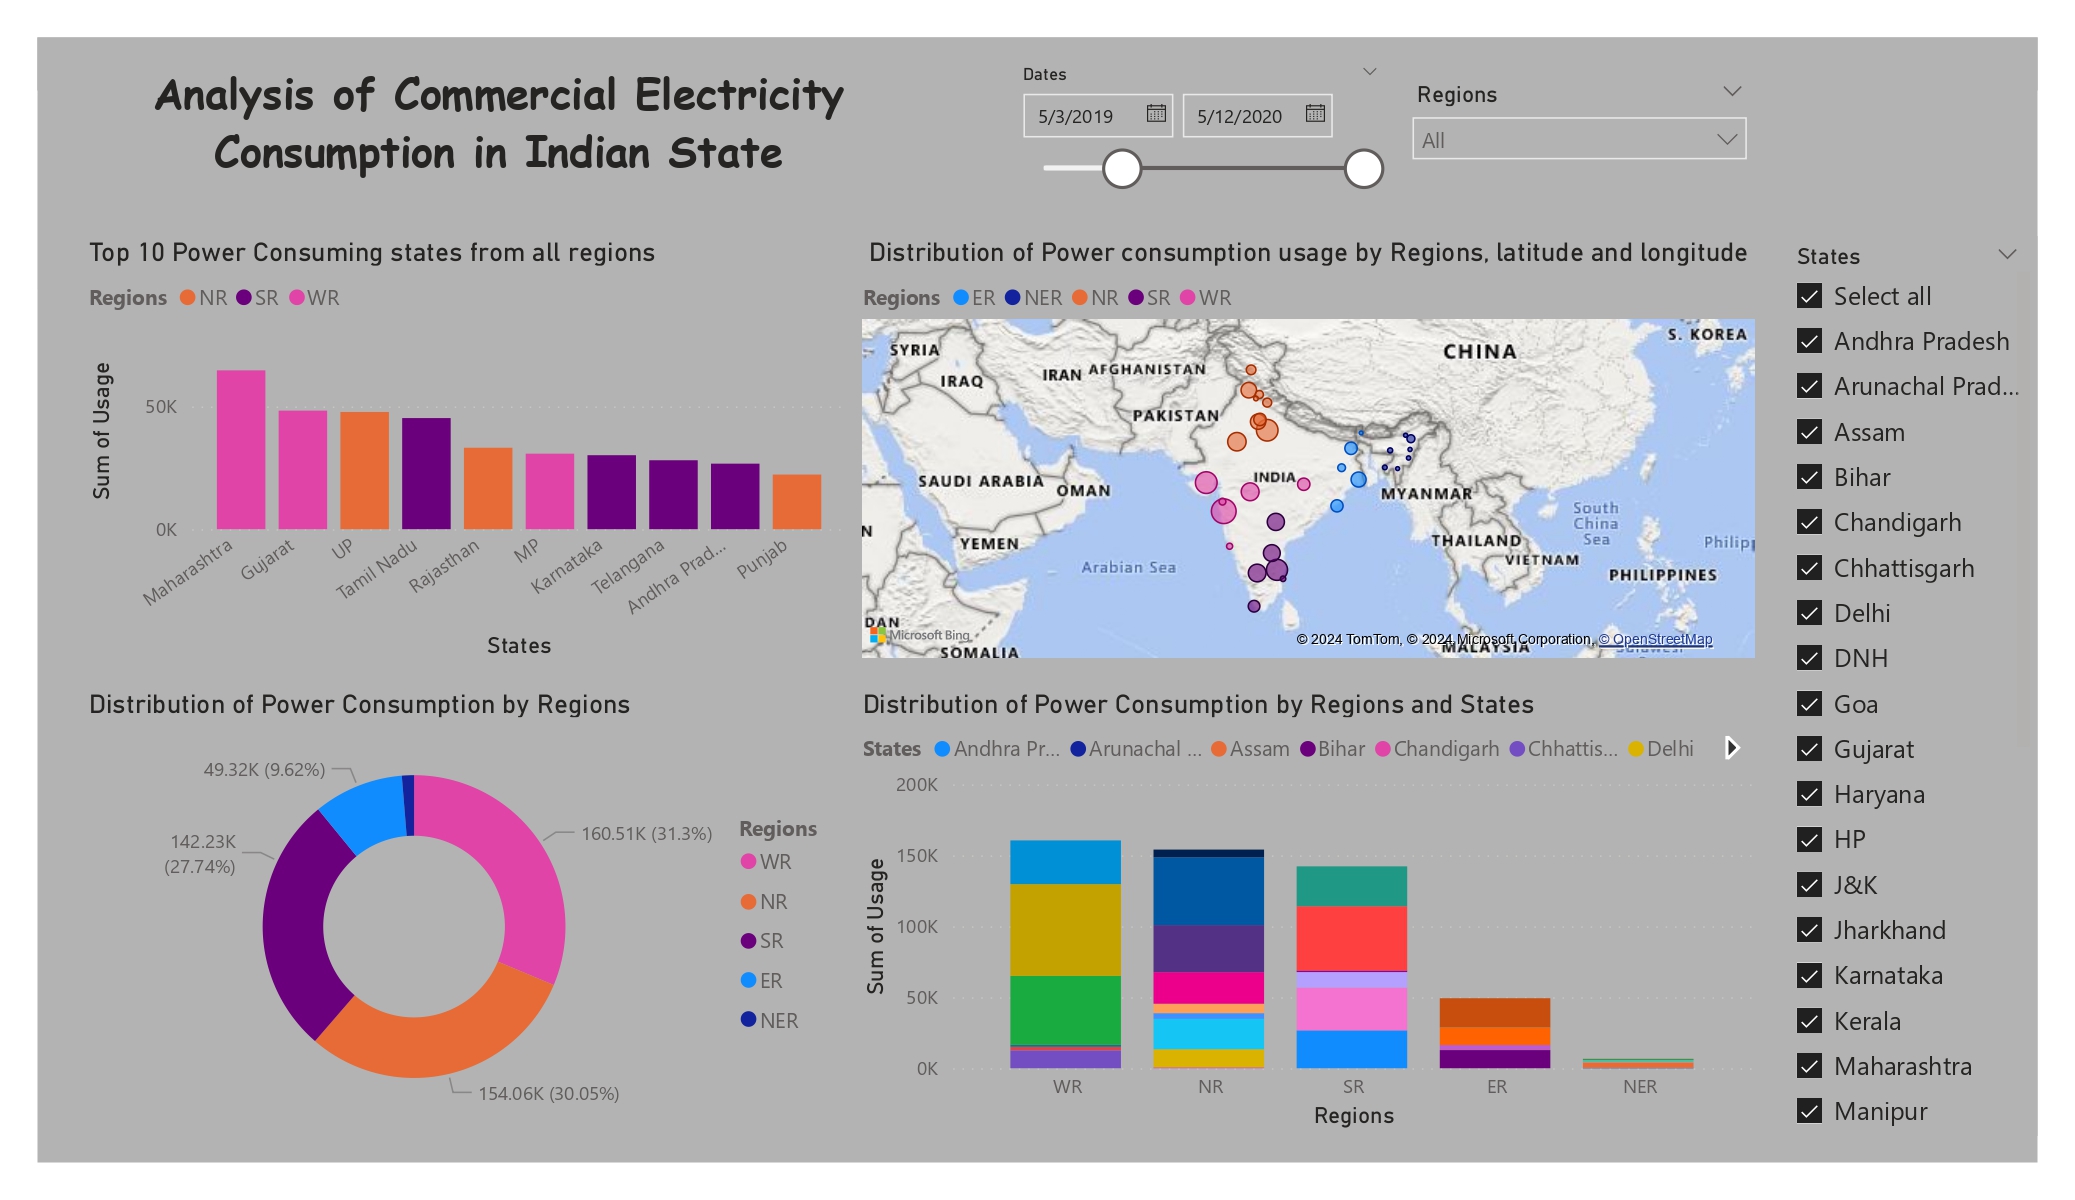 Analysis of Commercial Electricity
Consumption in Indian State
Dates
5/3/2019
5/12/2020
Regions
All
Top 10 Power Consuming states from all regions
Regions NR SR WR
Sum of Usage
50K
0K
Maharashtra
Gujarat
UP
Tamil Nadu
Rajasthan
MP
Karnataka
Telangana
Andhra Prad...
Punjab
States
Distribution of Power consumption usage by Regions, latitude and longitude
Regions ER NER NR SR WR
S. KOREA
SYRIA
CHINA
AFGHANISTAN
IRAN
IRAQ
PAKISTAN
INDIA
SAUDI ARABIA
OMAN
MYANMAR
South
China
Sea
N
YEMEN
THAILAND
Philipp
VIETNAM
Arabian Sea
PHILIPPINES
DAN
Microsoft Bing
© 2024 TomTom, © 2024 Microsoft Corporation, © OpenStreetMap
SOMALIA
MALAYSIA
States
Select all
Andhra Pradesh
Arunachal Prad...
Assam
Bihar
Chandigarh
Chhattisgarh
Delhi
DNH
Goa
Gujarat
Haryana
HP
J&K
Jharkhand
Karnataka
Kerala
Maharashtra
Manipur
Distribution of Power Consumption by Regions
49.32K (9.62%)
142.23K
(27.74%)
160.51K (31.3%)
154.06K (30.05%)
Regions
WR
NR
SR
ER
NER
Distribution of Power Consumption by Regions and States
States Andhra Pr... Arunachal ... Assam Bihar Chandigarh Chhattis... Delhi
Sum of Usage
200K
150K
100K
50K
0K
WR
NR
SR
ER
NER
Regions